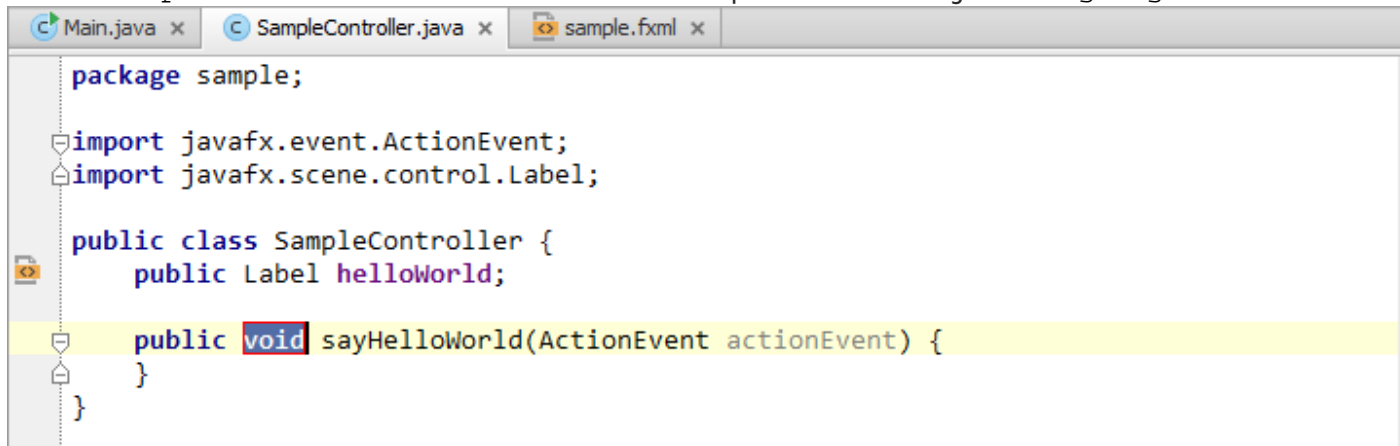 Main.java × SampleController.java × sample.fxml ×
package sample;
import javafx.event.ActionEvent;
import javafx.scene.control.Label;
public class SampleController {
public Label helloWorld;
public void sayHelloWorld(ActionEvent actionEvent) {
}
}